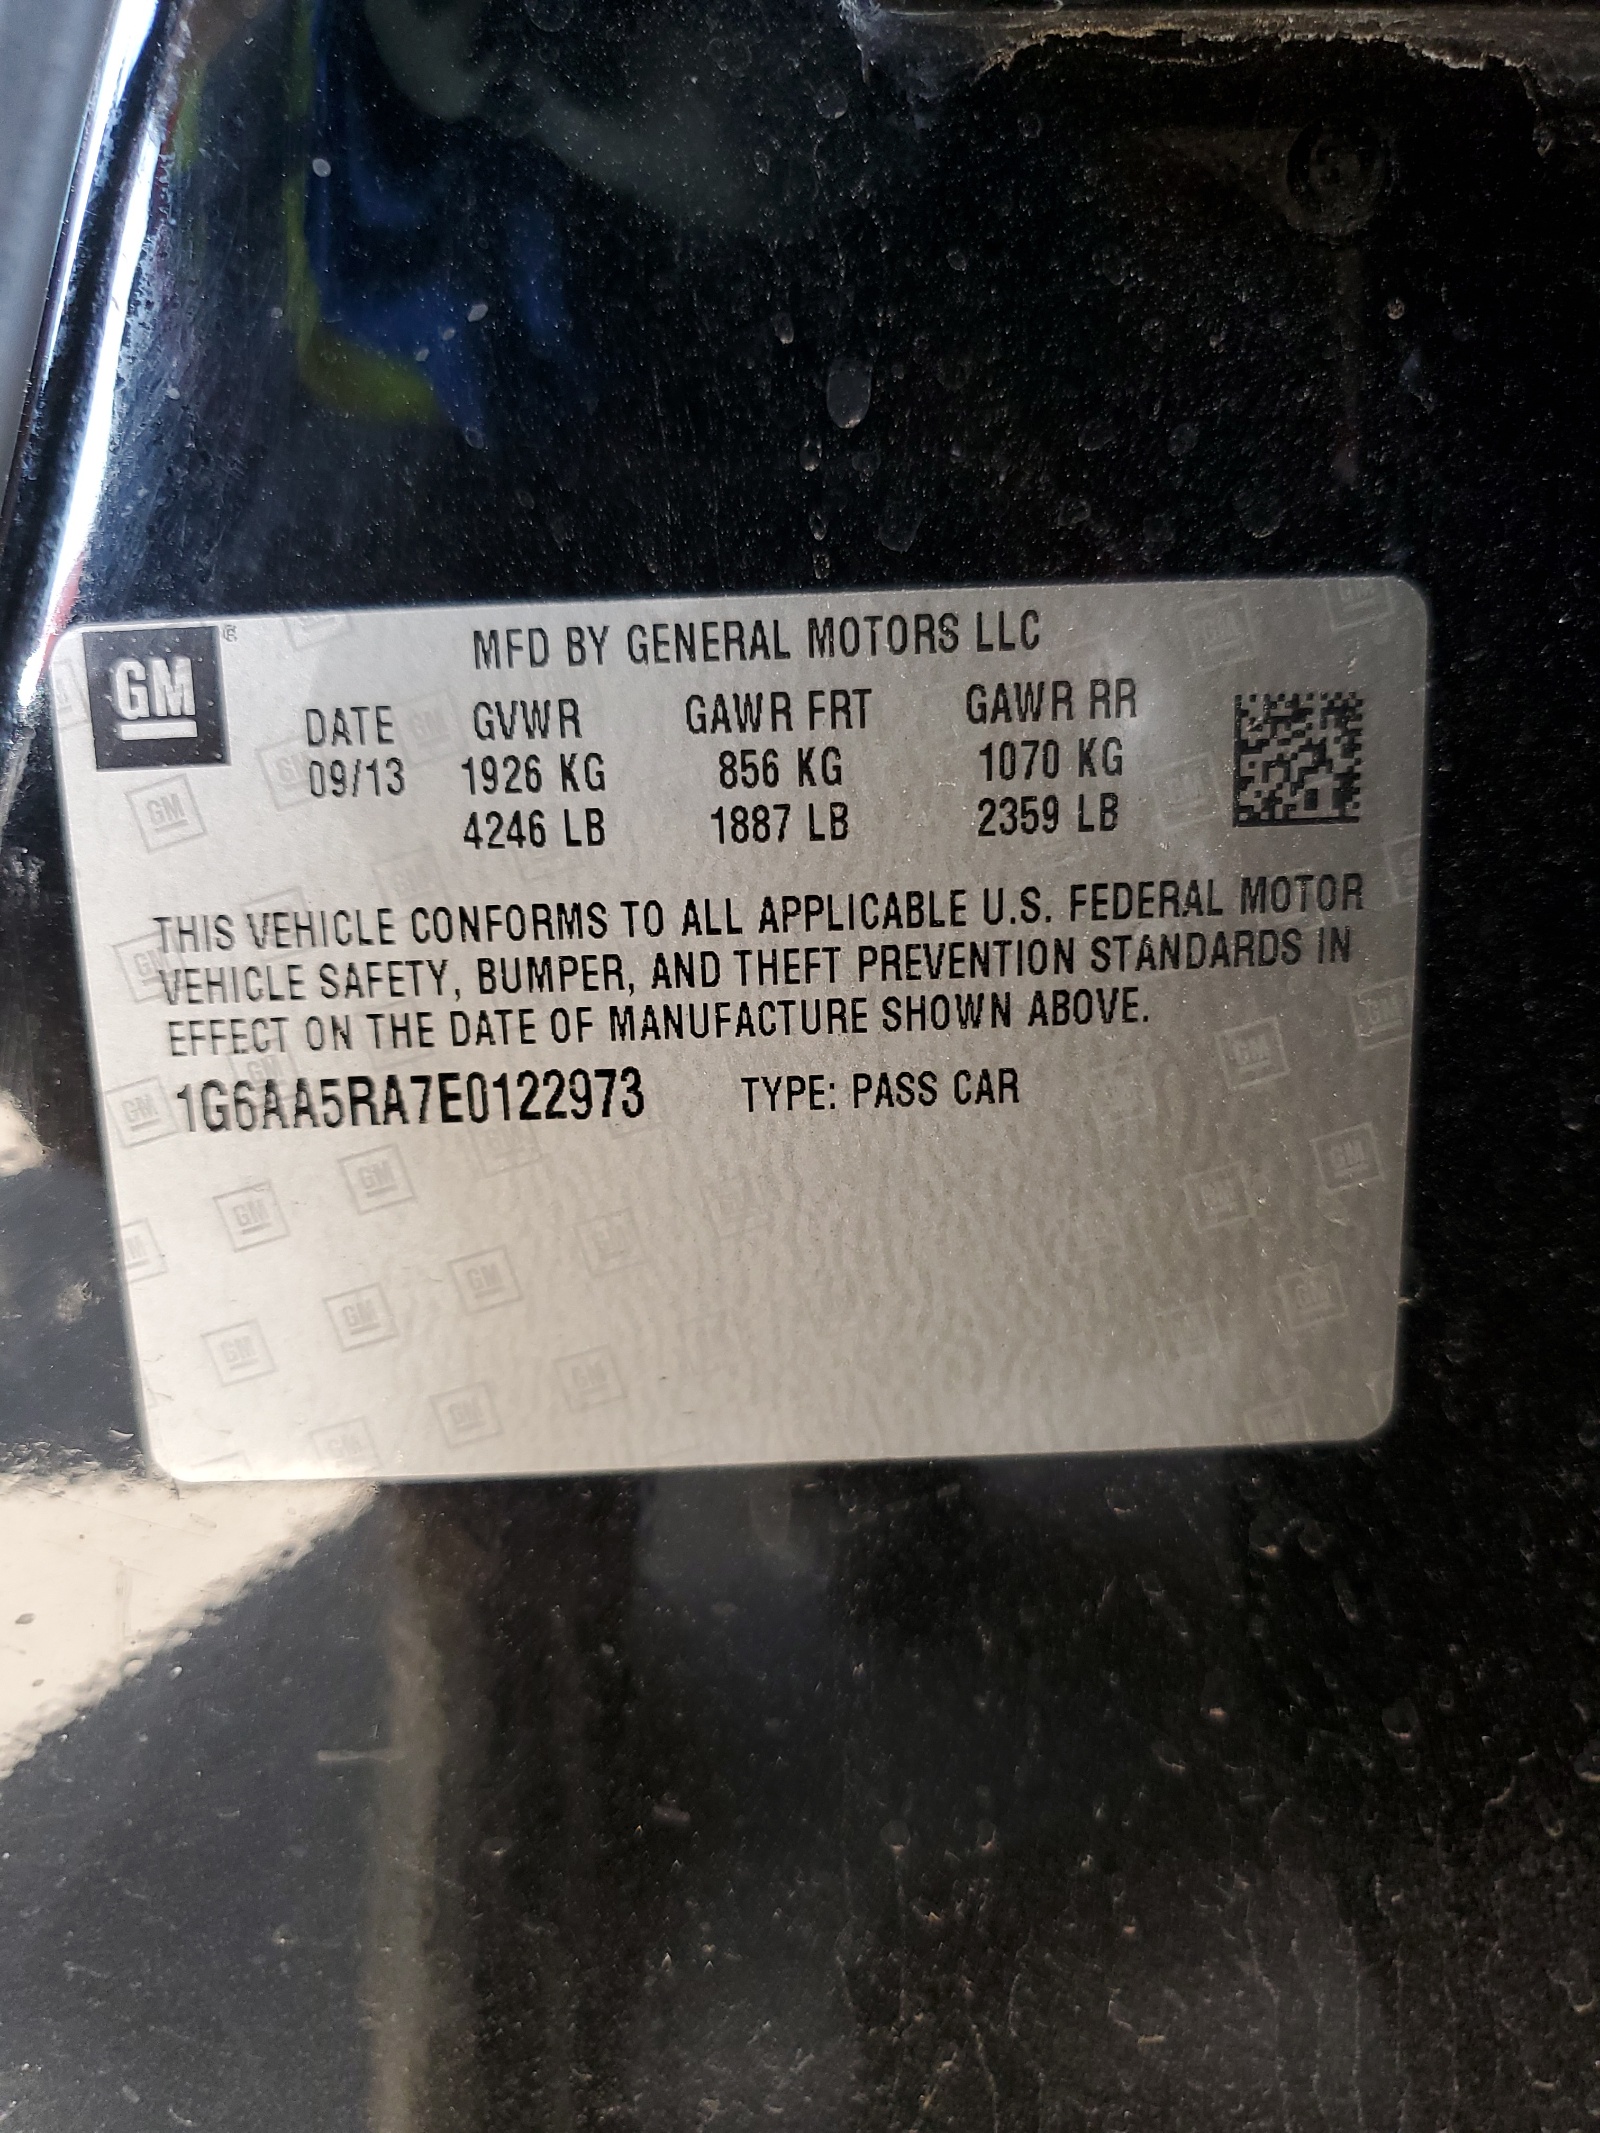 GM
MFD BY GENERAL MOTORS LLC
DATE GVWR GAWR FRT GAWR RR
09/13 1926 KG 856 KG 1070 KG
4246 LB 1887 LB 2359 LB
THIS VEHICLE CONFORMS TO ALL APPLICABLE U.S. FEDERAL MOTOR
VEHICLE SAFETY, BUMPER, AND THEFT PREVENTION STANDARDS IN
EFFECT ON THE DATE OF MANUFACTURE SHOWN ABOVE.
1G6AA5RA7E0122973 TYPE: PASS CAR